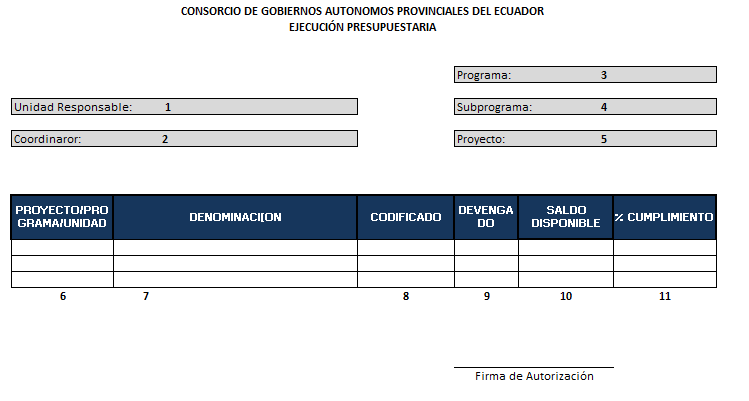 CONSORCIO DE GOBIERNOS AUTONOMOS PROVINCIALES DEL ECUADOR
EJECUCIÓN PRESUPUESTARIA
Programa: 3
Unidad Responsable: 1
Subprograma: 4
Coordinaror: 2
Proyecto: 5
PROYECTO/PRO
GRAMA/UNIDAD
DENOMINACION
CODIFICADO
DEVENGA
DO
SALDO
DISPONIBLE
% CUMPLIMIENTO
6 7 8 9 10 11
Firma de Autorización